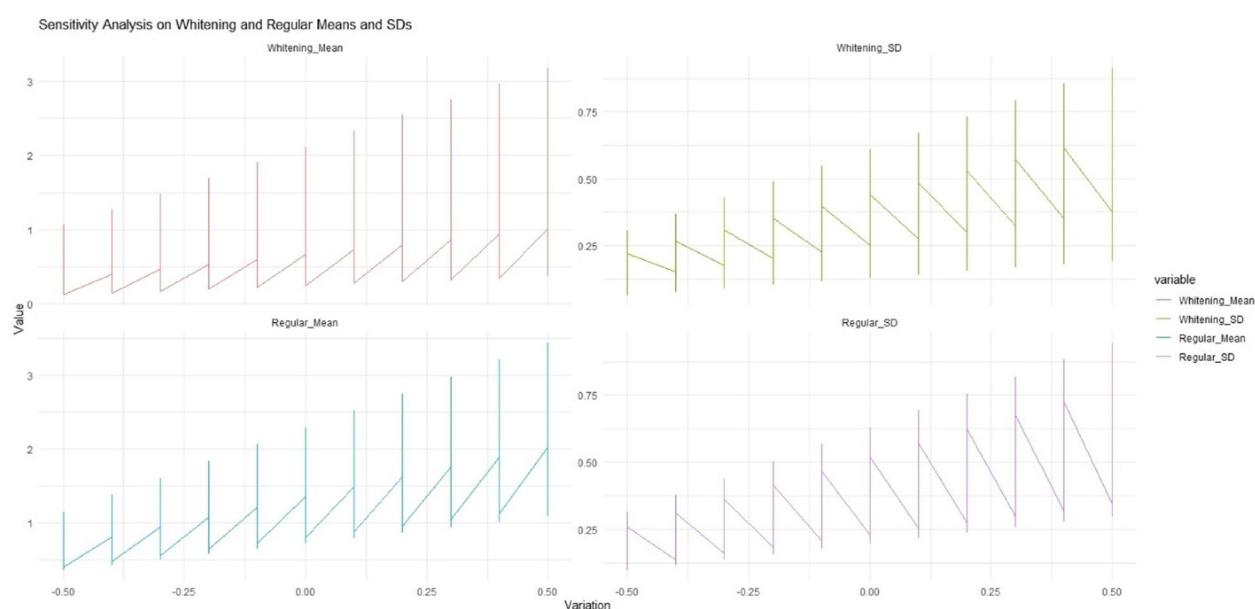 Sensitivity Analysis on Whitening and Regular Means and SDs
Whitening_Mean
Whitening_SD
3
2
1
0
0.75
0.50
0.25
Value
Regular_Mean
Regular_SD
3
2
1
0.75
0.50
0.25
-0.50 -0.25 0.00 0.25 0.50
-0.50 -0.25 0.00 0.25 0.50
Variation
variable
Whitening_Mean
Whitening_SD
Regular_Mean
Regular_SD